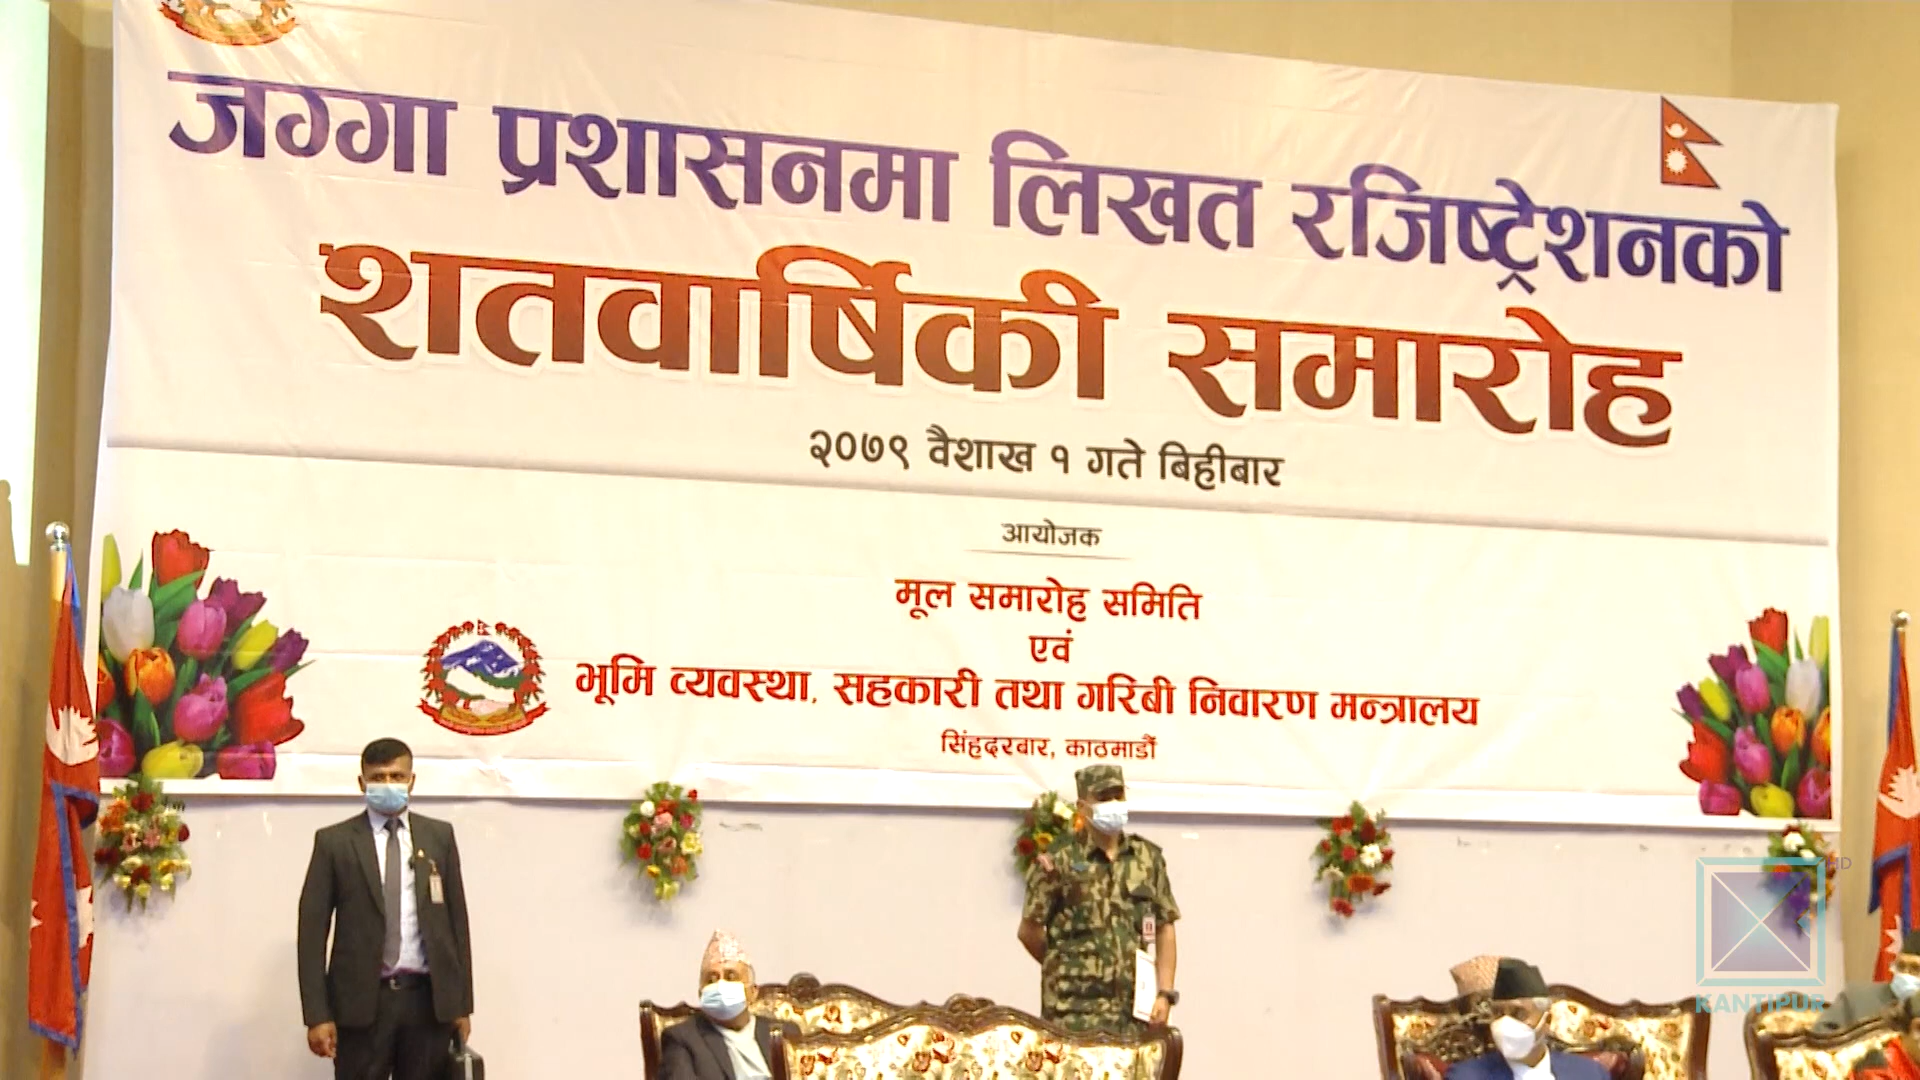 जग्गा प्रशासनमा लिखत रजिष्ट्रेशनको
शतवार्षिकी समारोह
२०७९ वैशाख १ गते बिहीबार
आयोजक
मूल समारोह समिति
एवं
भूमि व्यवस्था, सहकारी तथा गरिबी निवारण मन्त्रालय
सिंहदरबार, काठमाडौं
HD
KANTIPUR